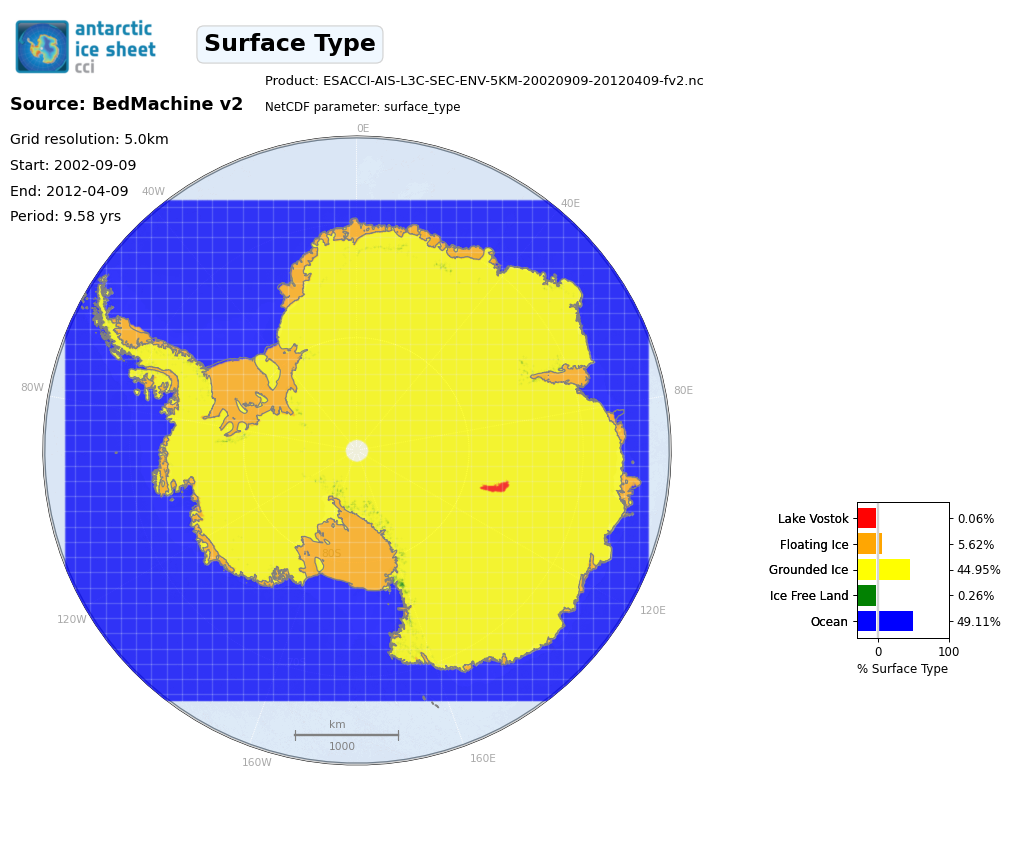 antarctic
ice sheet
cci
Surface Type
Product: ESACCI-AIS-L3C-SEC-ENV-5KM-20020909-20120409-fv2.nc
Source: BedMachine v2
NetCDF parameter: surface_type
0E
Grid resolution: 5.0km
Start: 2002-09-09
End: 2012-04-09
40W
40E
Period: 9.58 yrs
80W
80E
80S
120W
120E
km
1000
160W
160E
Lake Vostok 0.06%
Floating Ice 5.62%
Grounded Ice 44.95%
Ice Free Land 0.26%
Ocean 49.11%
0 100
% Surface Type